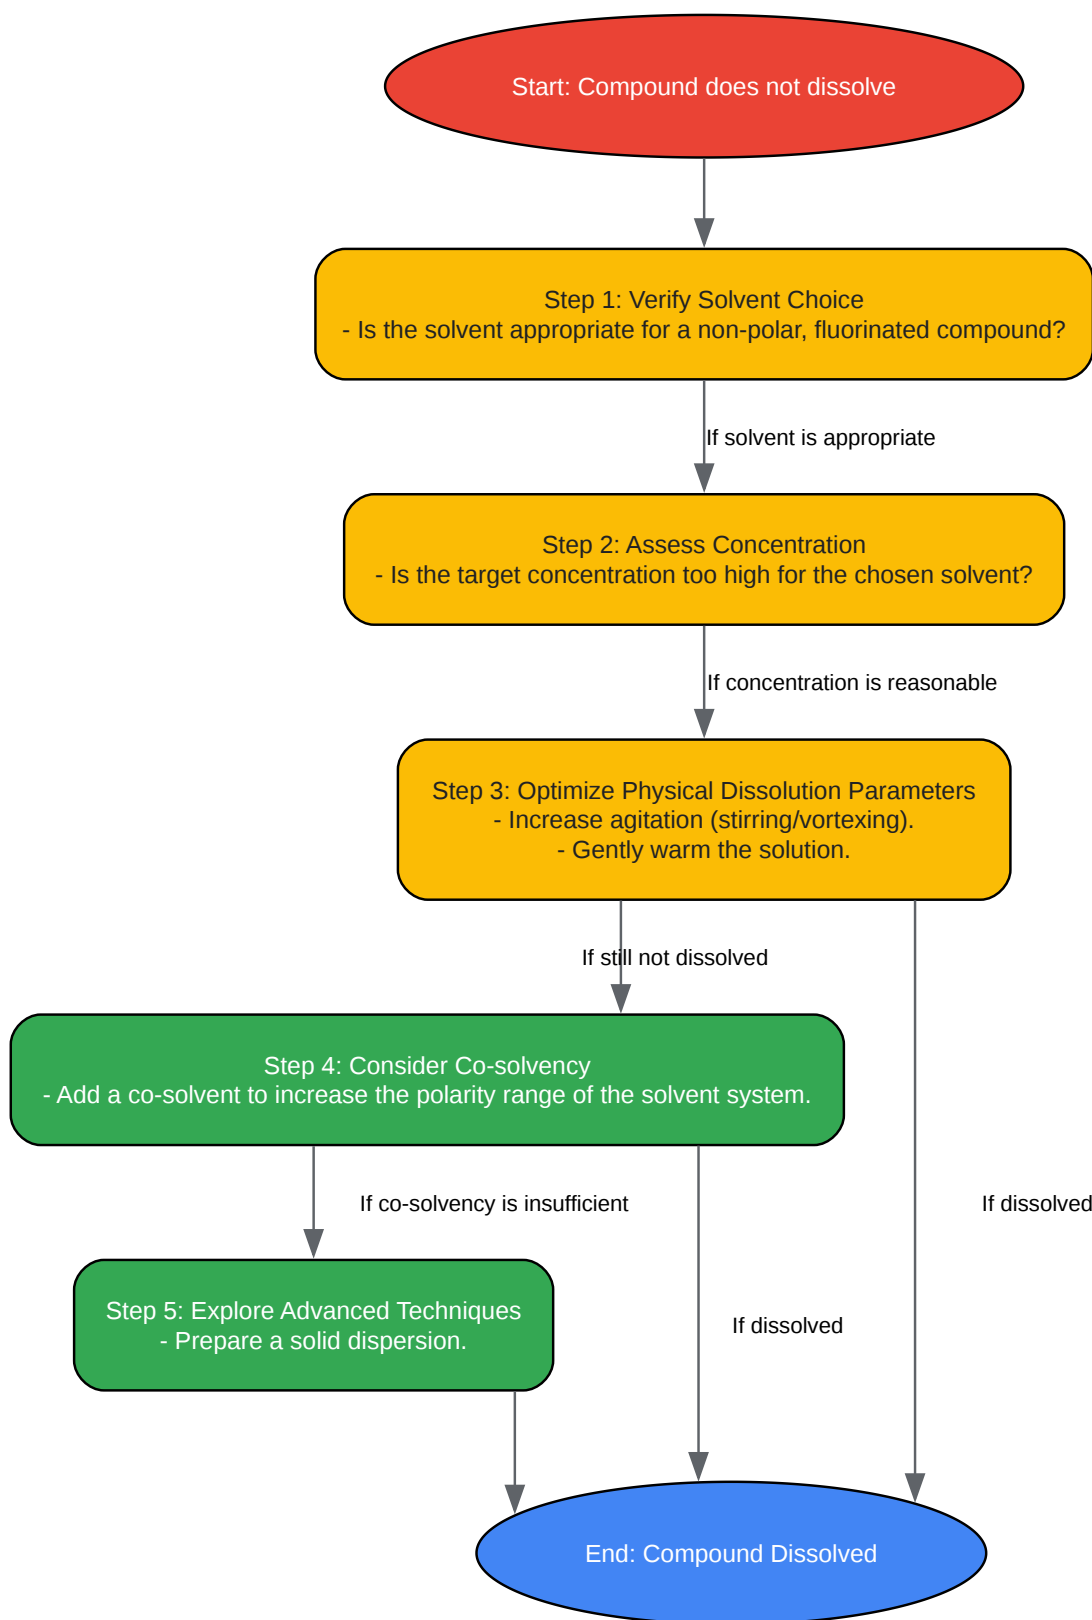 Start: Compound does not dissolve
Step 1: Verify Solvent Choice
- Is the solvent appropriate for a non-polar, fluorinated compound?
If solvent is appropriate
Step 2: Assess Concentration
- Is the target concentration too high for the chosen solvent?
If concentration is reasonable
Step 3: Optimize Physical Dissolution Parameters
- Increase agitation (stirring/vortexing).
- Gently warm the solution.
If still not dissolved
Step 4: Consider Co-solvency
- Add a co-solvent to increase the polarity range of the solvent system.
If co-solvency is insufficient
If dissolved
Step 5: Explore Advanced Techniques
- Prepare a solid dispersion.
If dissolved
End: Compound Dissolved